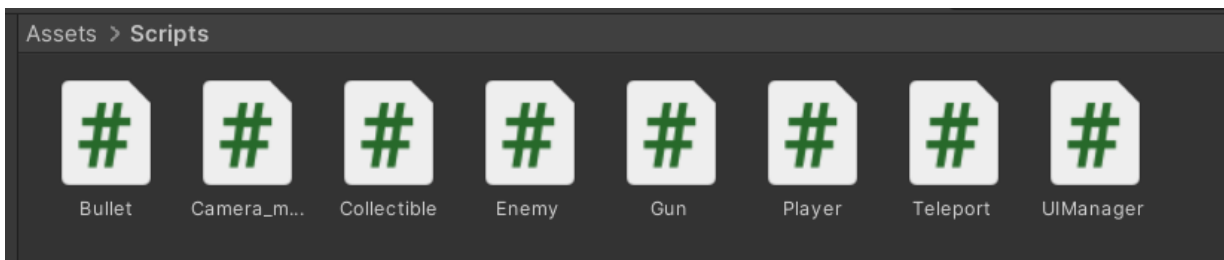 Assets > Scripts
Bullet Camera_m... Collectible Enemy Gun Player Teleport UIManager